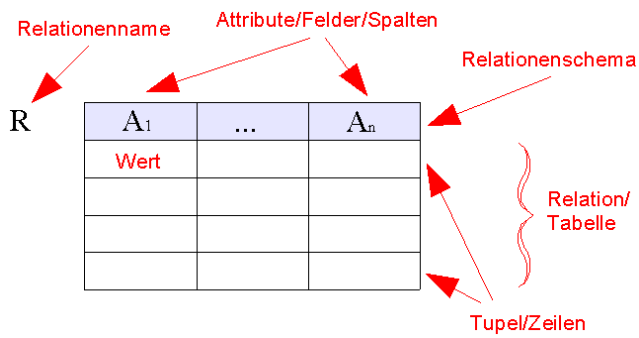 Relationenname
Attribute/Felder/Spalten
Relationenschema
R
A1 ... An
Wert
Relation/
Tabelle
Tupel/Zeilen